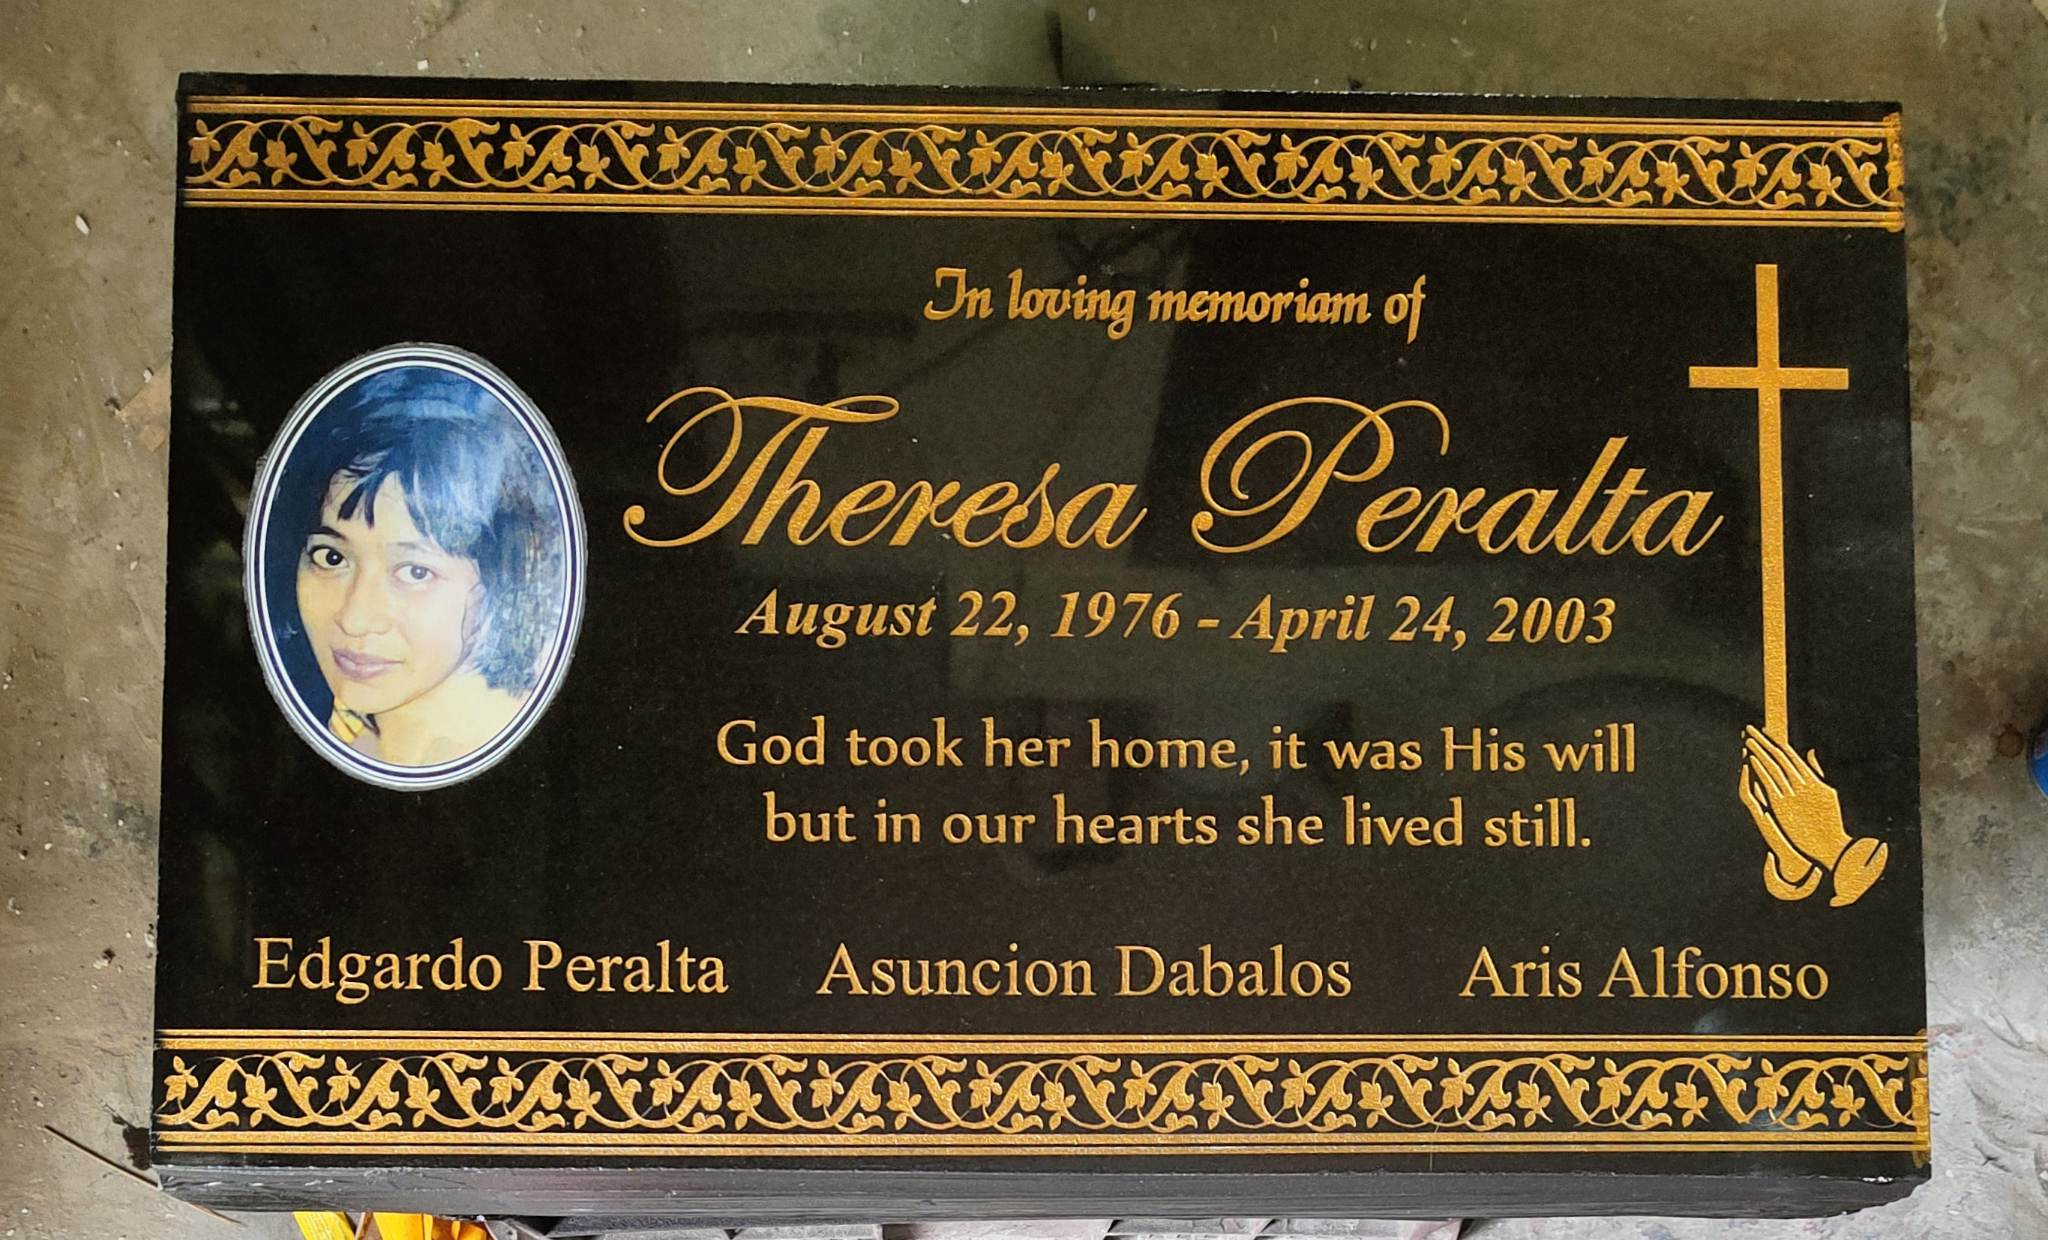 In loving memoriam of
Theresa Peralta
August 22, 1976 - April 24, 2003
God took her home, it was His will
but in our hearts she lived still.
Edgardo Peralta Asuncion Dabalos Aris Alfonso